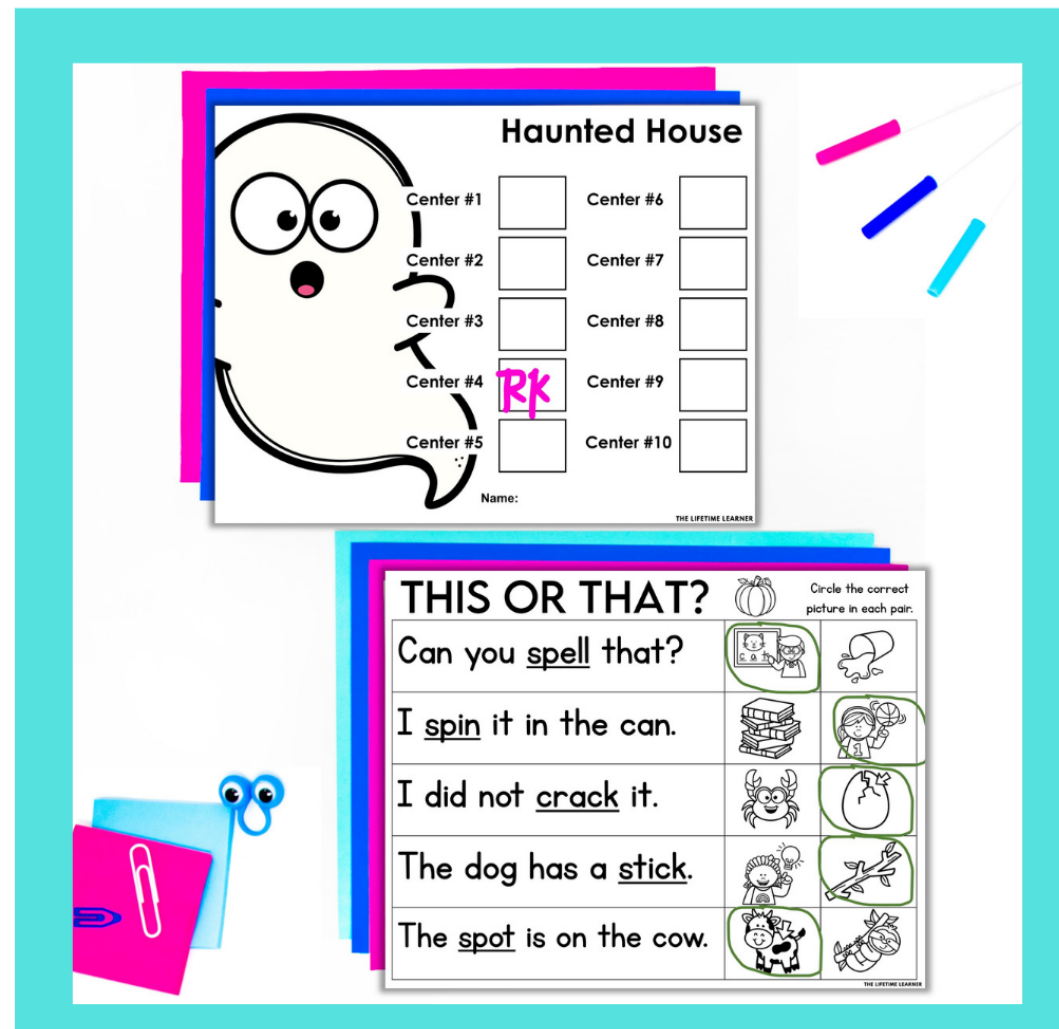 Haunted House
Center #1
Center #6
Center #2
Center #7
Center #3
Center #8
Center #4 RK
Center #9
Center #5
Center #10
Name:
THE LIFETIME LEARNER
THIS OR THAT?
Circle the correct
picture in each pair.
Can you spell that?
c a t
I spin it in the can.
1
I did not crack it.
The dog has a stick.
The spot is on the cow.
THE LIFETIME LEARNER